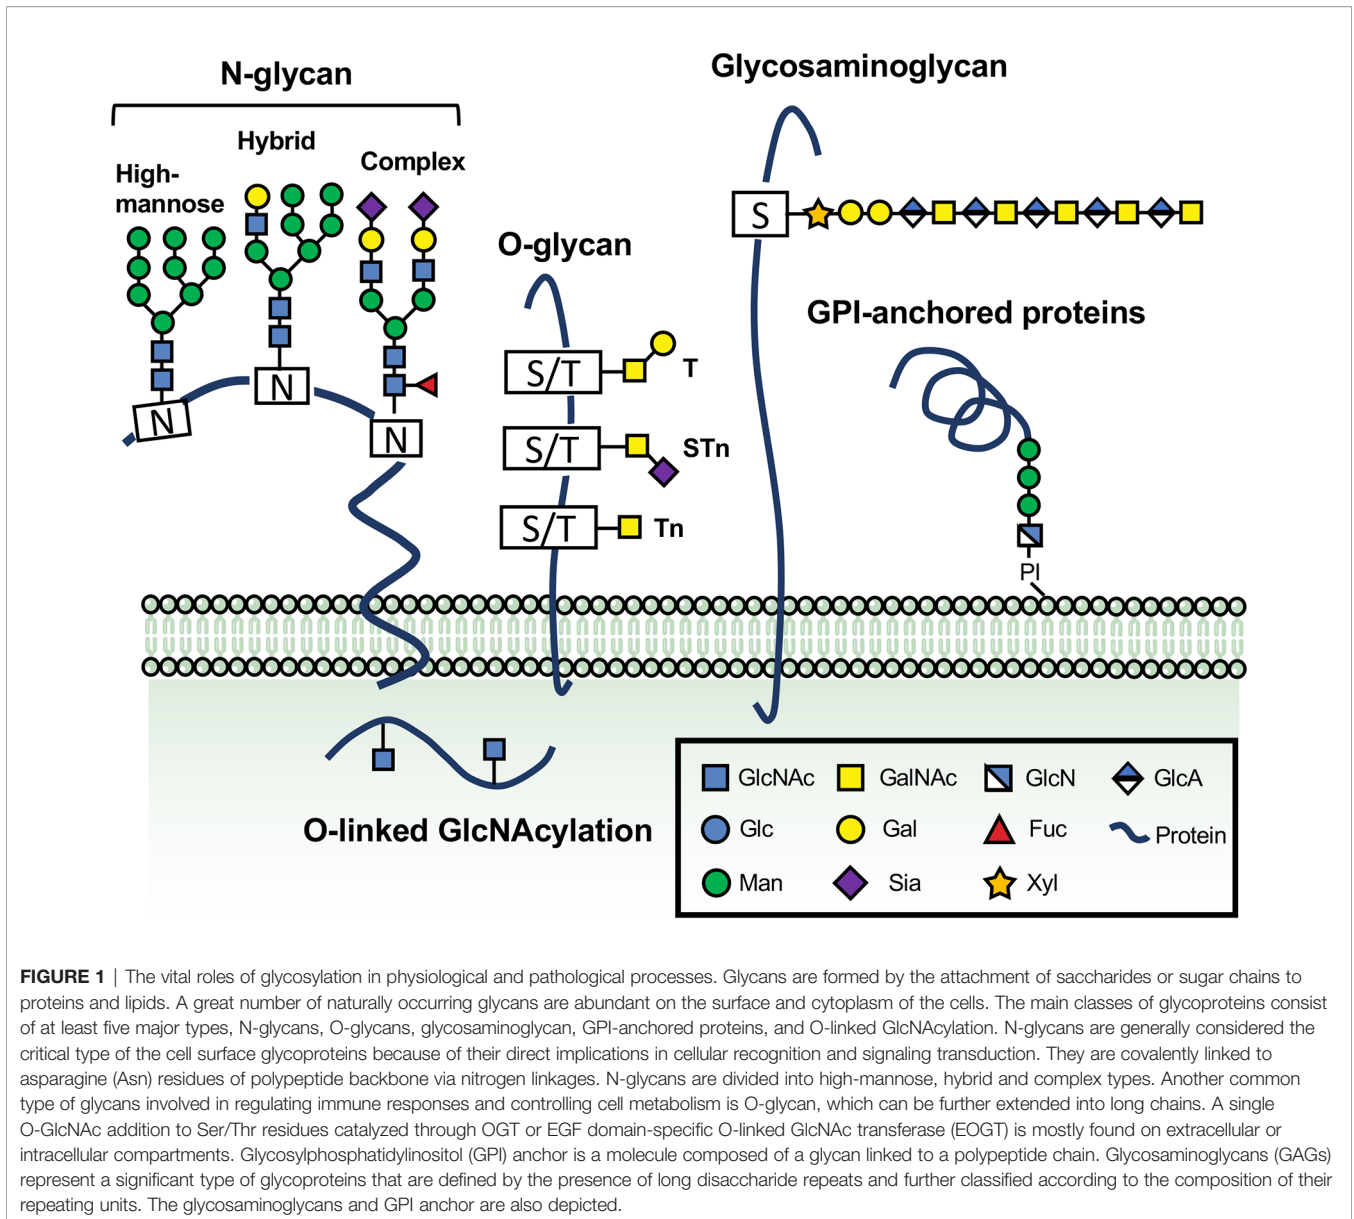 N-glycan
Glycosaminoglycan
Hybrid
Complex
High-
mannose
O-glycan
S
GPI-anchored proteins
N
N
N
S/T
T
S/T
STn
S/T
Tn
PI
O-linked GlcNAcylation
GlcNAc
GalNAc
GlcN
GlcA
Glc
Gal
Fuc
Protein
Man
Sia
Xyl
FIGURE 1 | The vital roles of glycosylation in physiological and pathological processes. Glycans are formed by the attachment of saccharides or sugar chains to
proteins and lipids. A great number of naturally occurring glycans are abundant on the surface and cytoplasm of the cells. The main classes of glycoproteins consist
of at least five major types, N-glycans, O-glycans, glycosaminoglycan, GPI-anchored proteins, and O-linked GlcNAcylation. N-glycans are generally considered the
critical type of the cell surface glycoproteins because of their direct implications in cellular recognition and signaling transduction. They are covalently linked to
asparagine (Asn) residues of polypeptide backbone via nitrogen linkages. N-glycans are divided into high-mannose, hybrid and complex types. Another common
type of glycans involved in regulating immune responses and controlling cell metabolism is O-glycan, which can be further extended into long chains. A single
O-GlcNAc addition to Ser/Thr residues catalyzed through OGT or EGF domain-specific O-linked GlcNAc transferase (EOGT) is mostly found on extracellular or
intracellular compartments. Glycosylphosphatidylinositol (GPI) anchor is a molecule composed of a glycan linked to a polypeptide chain. Glycosaminoglycans (GAGs)
represent a significant type of glycoproteins that are defined by the presence of long disaccharide repeats and further classified according to the composition of their
repeating units. The glycosaminoglycans and GPI anchor are also depicted.